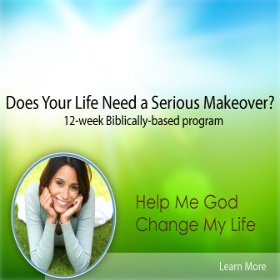 Does Your Life Need a Serious Makeover?
12-week Biblically-based program
Help Me God
Change My Life
Learn More